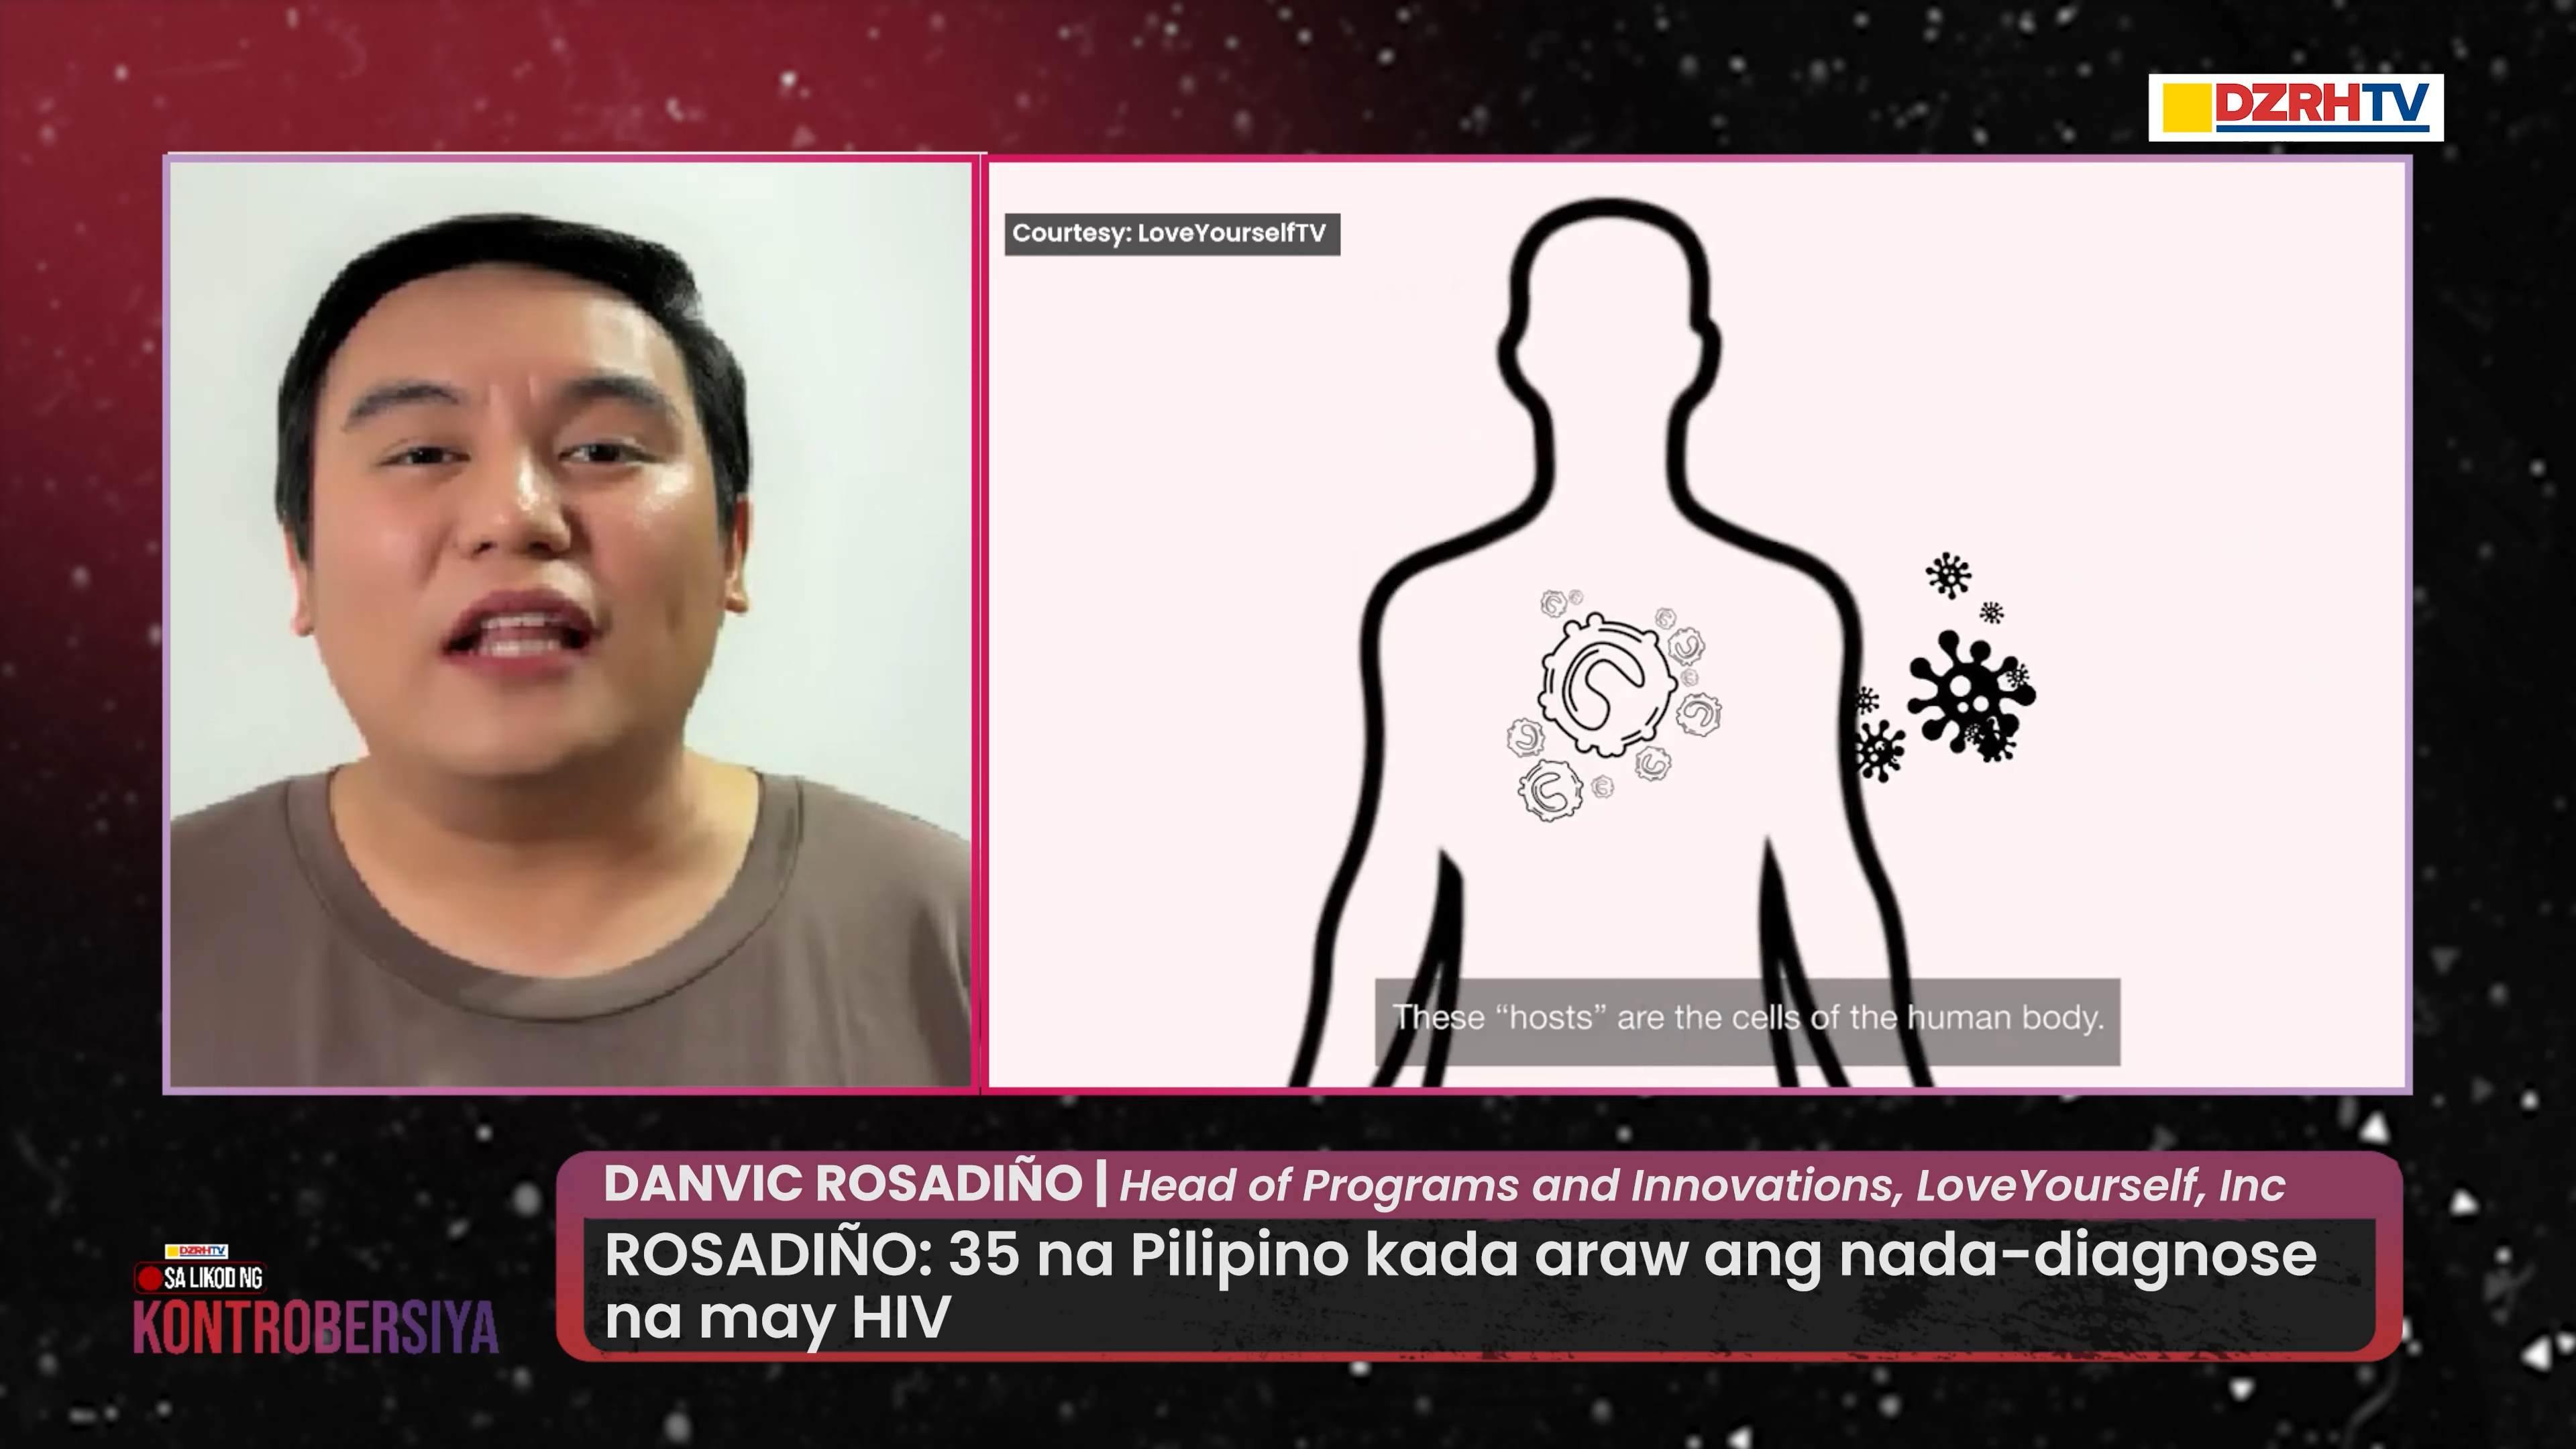 DZRHTV
Courtesy: LoveYourselfTV
These “hosts” are the cells of the human body.
DANVIC ROSADIÑO | Head of Programs and Innovations, LoveYourself, Inc
ROSADIÑO: 35 na Pilipino kada araw ang nada-diagnose
na may HIV
DZRHTV
SA LIKOD NG
KONTROBERSIYA